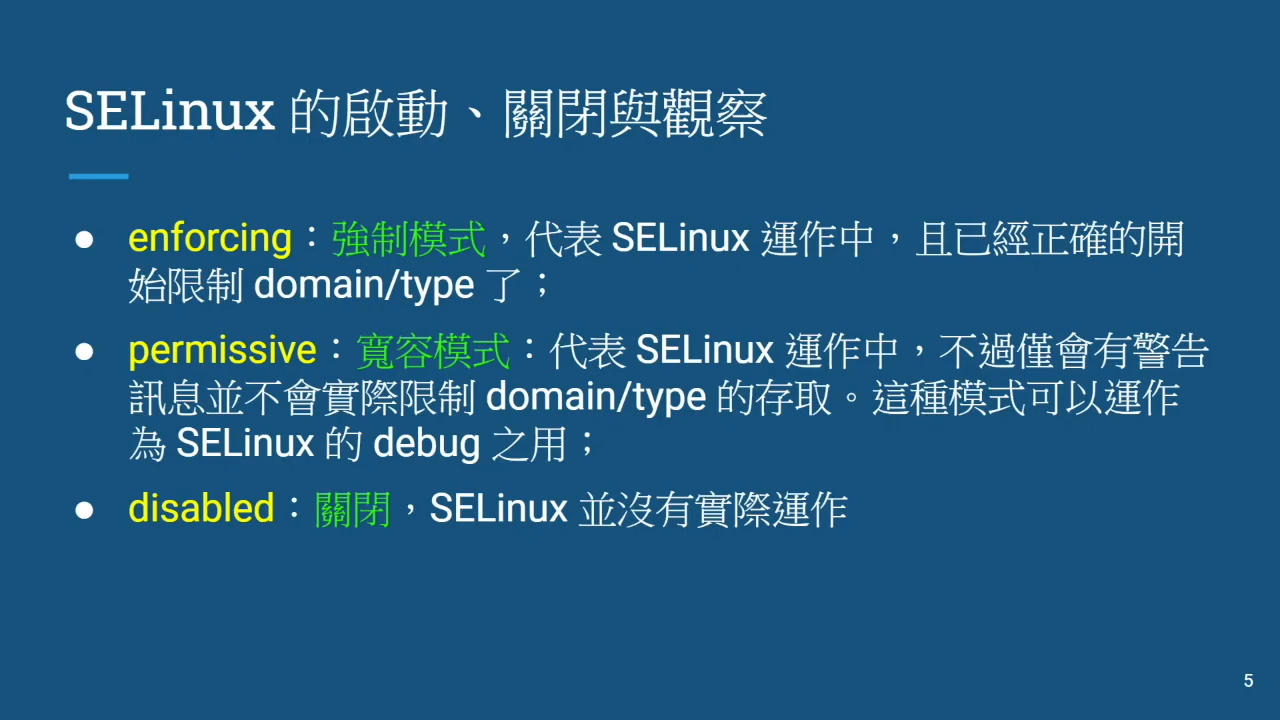 SELinux 的啟動、關閉與觀察
● enforcing：強制模式，代表 SELinux 運作中，且已經正確的開
始限制 domain/type 了；
● permissive：寬容模式：代表 SELinux 運作中，不過僅會有警告
訊息並不會實際限制 domain/type 的存取。這種模式可以運作
為 SELinux 的 debug 之用；
● disabled：關閉，SELinux 並沒有實際運作
5